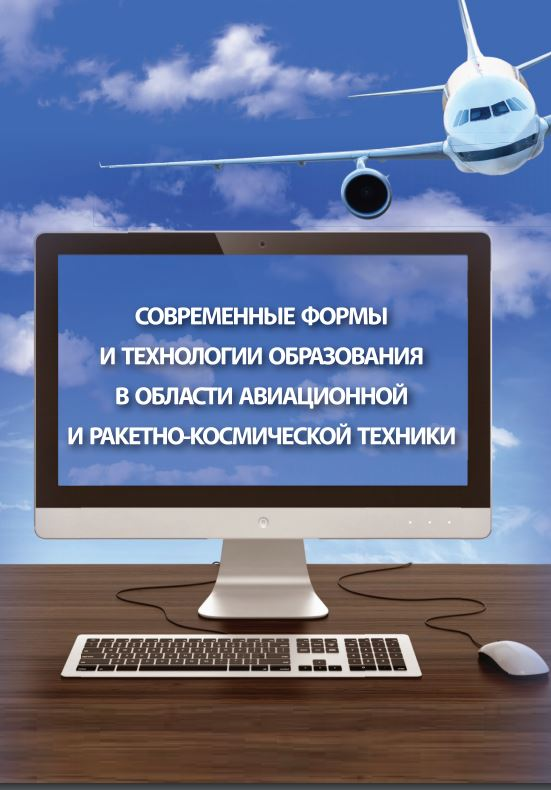 СОВРЕМЕННЫЕ ФОРМЫ
И ТЕХНОЛОГИИ ОБРАЗОВАНИЯ
В ОБЛАСТИ АВИАЦИОННОЙ
И РАКЕТНО-КОСМИЧЕСКОЙ ТЕХНИКИ